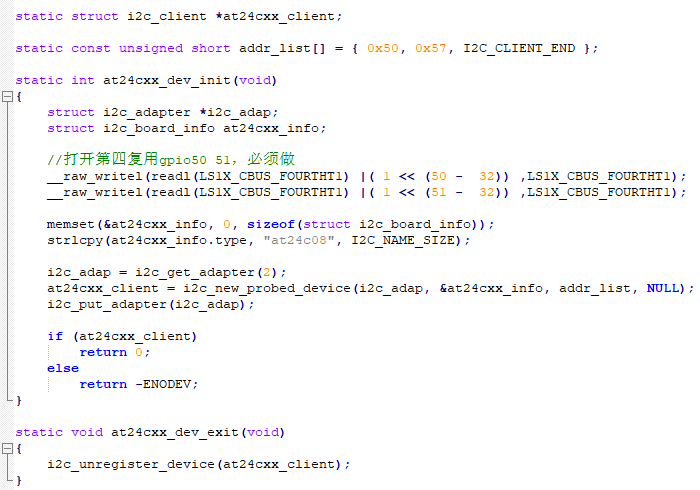 static struct i2c_client *at24cxx_client;
static const unsigned short addr_list[] = { 0x50, 0x57, I2C_CLIENT_END };
static int at24cxx_dev_init(void)
{
struct i2c_adapter *i2c_adap;
struct i2c_board_info at24cxx_info;
//打开第四复用gpio50 51，必须做
__raw_writel(readl(LS1X_CBUS_FOURTHT1) |( 1 << (50 -  32)) ,LS1X_CBUS_FOURTHT1);
__raw_writel(readl(LS1X_CBUS_FOURTHT1) |( 1 << (51 -  32)) ,LS1X_CBUS_FOURTHT1);
memset(&at24cxx_info, 0, sizeof(struct i2c_board_info));
strlcpy(at24cxx_info.type, "at24c08", I2C_NAME_SIZE);
i2c_adap = i2c_get_adapter(2);
at24cxx_client = i2c_new_probed_device(i2c_adap, &at24cxx_info, addr_list, NULL);
i2c_put_adapter(i2c_adap);
if (at24cxx_client)
return 0;
else
return -ENODEV;
}
static void at24cxx_dev_exit(void)
{
i2c_unregister_device(at24cxx_client);
}